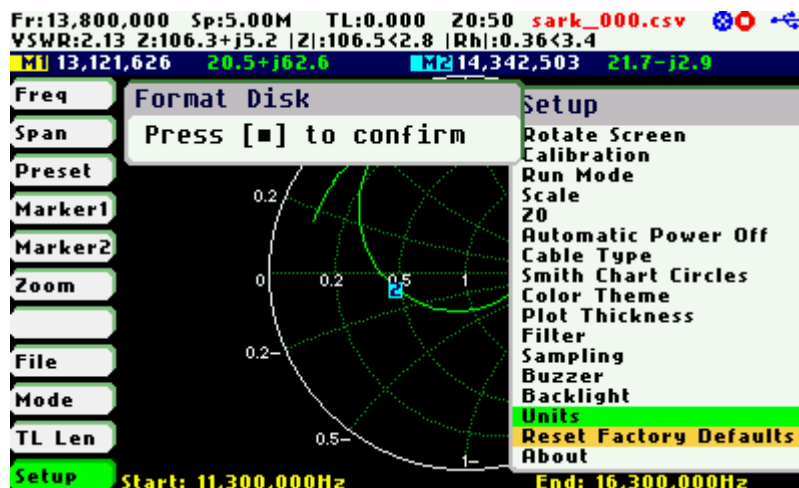 Fr:13,800,000 Sp:5.00M TL:0.000 Z0:50 sark_000.csv
VSWR:2.13 Z:106.3+j5.2 |Z|:106.5<2.8 |Rh|:0.36<3.4
M1 13,121,626 20.5+j62.6 M2 14,342,503 21.7-j2.9
Freq
Span
Preset
Marker1
Marker2
Zoom
File
Mode
TL Len
Setup
Format Disk
Press [■] to confirm
Setup
Rotate Screen
Calibration
Run Mode
Scale
Z0
Automatic Power Off
Cable Type
Smith Chart Circles
Color Theme
Plot Thickness
Filter
Sampling
Buzzer
Backlight
Units
Reset Factory Defaults
About
0.2
0 0.2 0.5 1
2
0.2
0.5
1
Start: 11,300,000Hz End: 16,300,000Hz